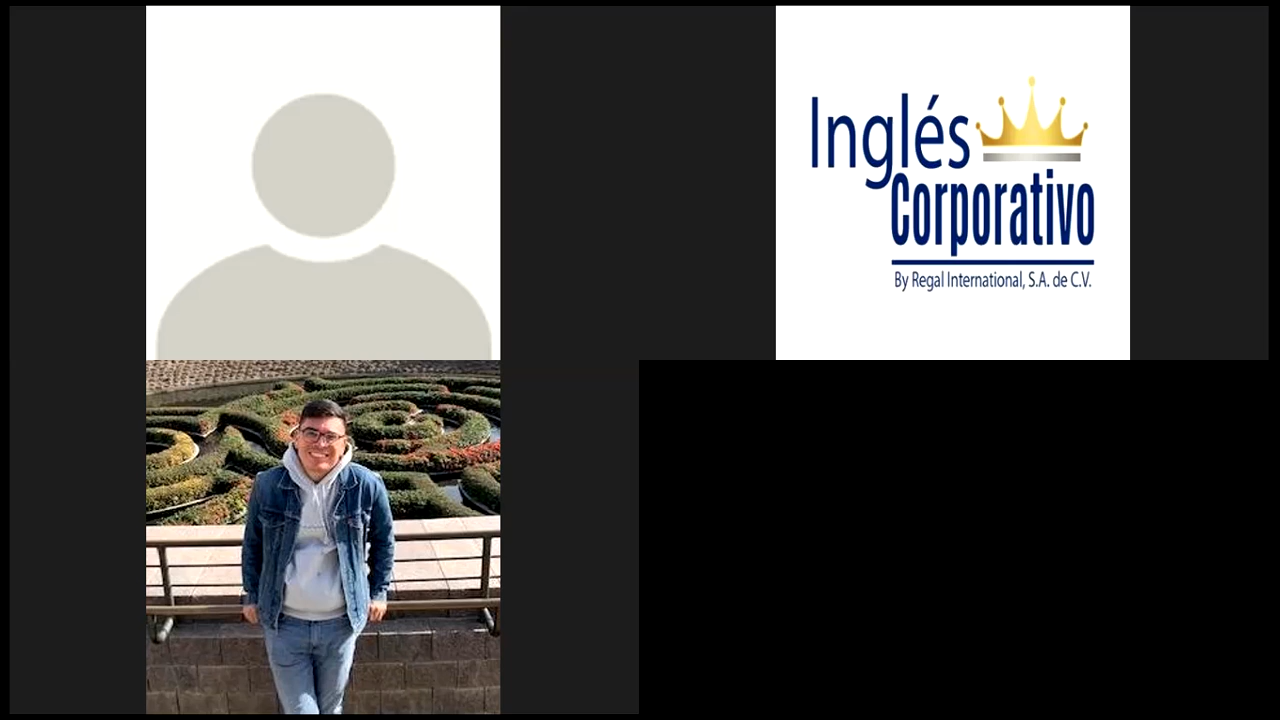 Inglés
Corporativo
By Regal International, S.A. de C.V.